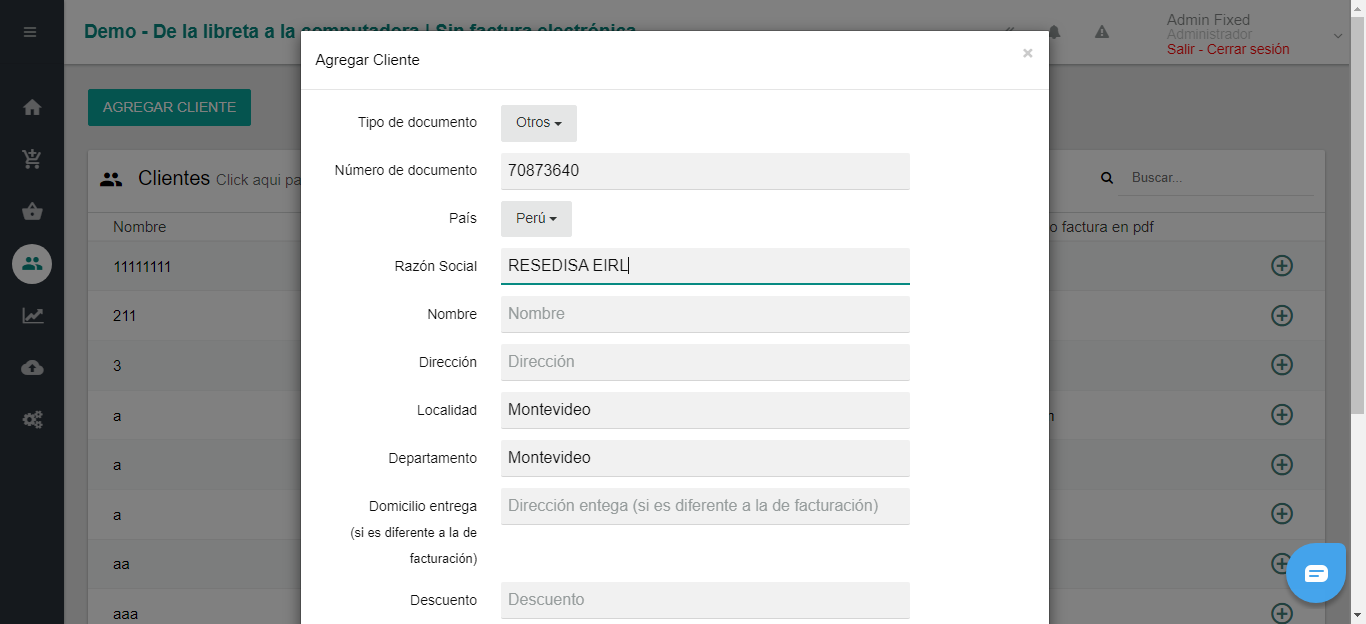 Demo - De la libreta a la computadora | Sin factura electrónica
Admin Fixed
Administrador
Salir - Cerrar sesión
AGREGAR CLIENTE
Agregar Cliente
×
Tipo de documento
Otros
Número de documento
70873640
País
Perú
Razón Social
RESEDISA EIRL
Nombre
Nombre
Dirección
Dirección
Localidad
Montevideo
Departamento
Montevideo
Domicilio entrega
(si es diferente a la de
facturación)
Dirección entega (si es diferente a la de facturación)
Descuento
Descuento
Clientes Click aqui pa
Buscar...
Nombre
o factura en pdf
11111111
211
3
a
a
a
aa
aaa